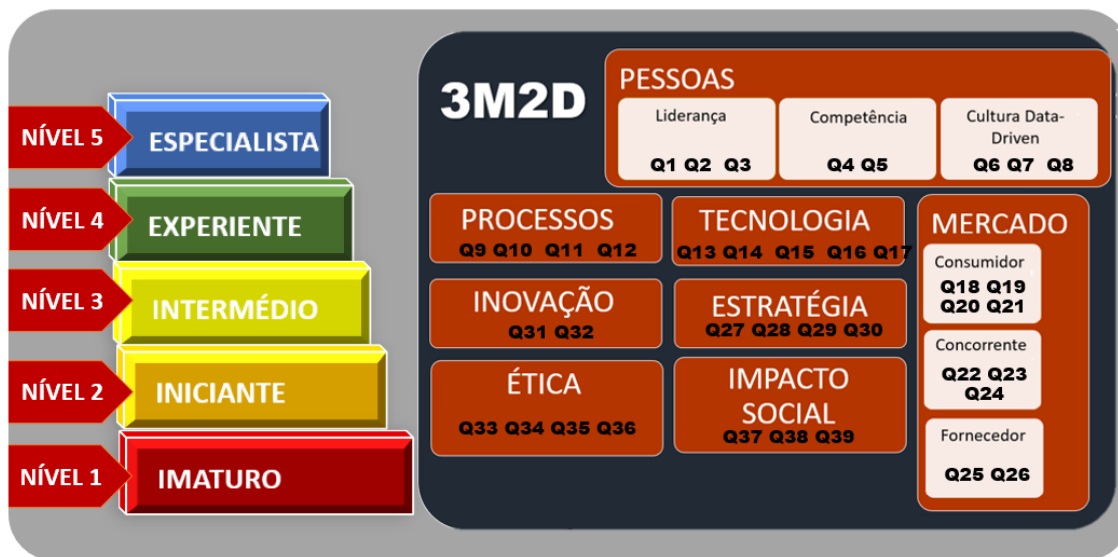 NÍVEL 5
ESPECIALISTA
NÍVEL 4
EXPERIENTE
NÍVEL 3
INTERMÉDIO
NÍVEL 2
INICIANTE
NÍVEL 1
IMATURO
3M2D
PESSOAS
Liderança
Q1 Q2 Q3
Competência
Q4 Q5
Cultura Data-
Driven
Q6 Q7 Q8
PROCESSOS
Q9 Q10 Q11 Q12
TECNOLOGIA
Q13 Q14 Q15 Q16 Q17
INOVAÇÃO
Q31 Q32
ESTRATÉGIA
Q27 Q28 Q29 Q30
ÉTICA
Q33 Q34 Q35 Q36
IMPACTO
SOCIAL
Q37 Q38 Q39
MERCADO
Consumidor
Q18 Q19
Q20 Q21
Concorrente
Q22 Q23
Q24
Fornecedor
Q25 Q26